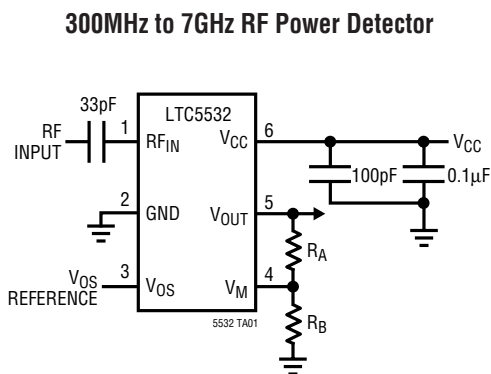 300MHz to 7GHz RF Power Detector
33pF
LTC5532
RF
INPUT
1
RFIN
VCC
6
VCC
100pF
0.1µF
2
GND
VOUT
5
RA
VOS
REFERENCE
3
VOS
VM
4
5532 TA01
RB